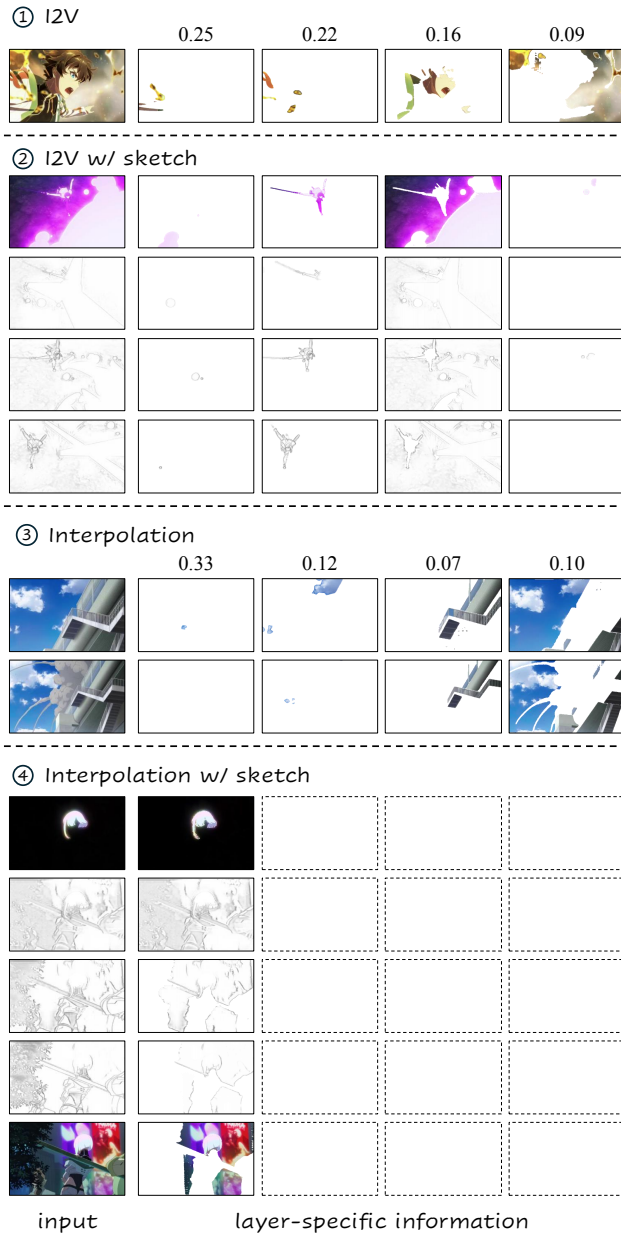 ① I2V
0.25 0.22 0.16 0.09
② I2V w/ sketch
③ Interpolation
0.33 0.12 0.07 0.10
④ Interpolation w/ sketch
input layer-specific information